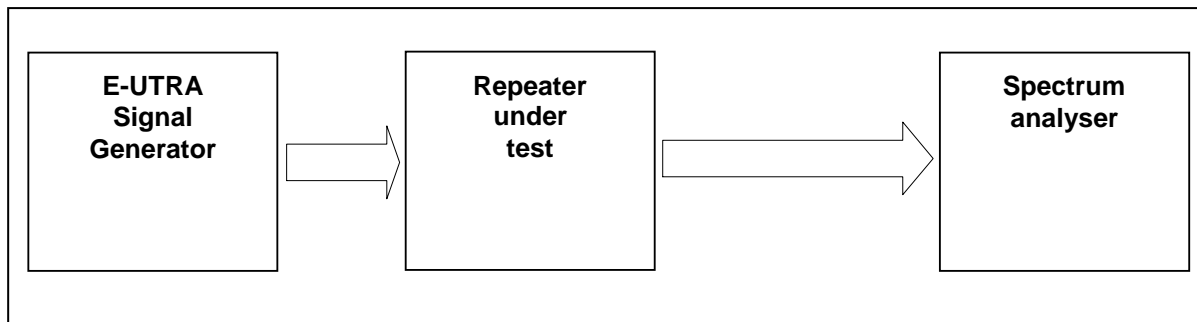 E-UTRA
Signal
Generator
Repeater
under
test
Spectrum
analyser